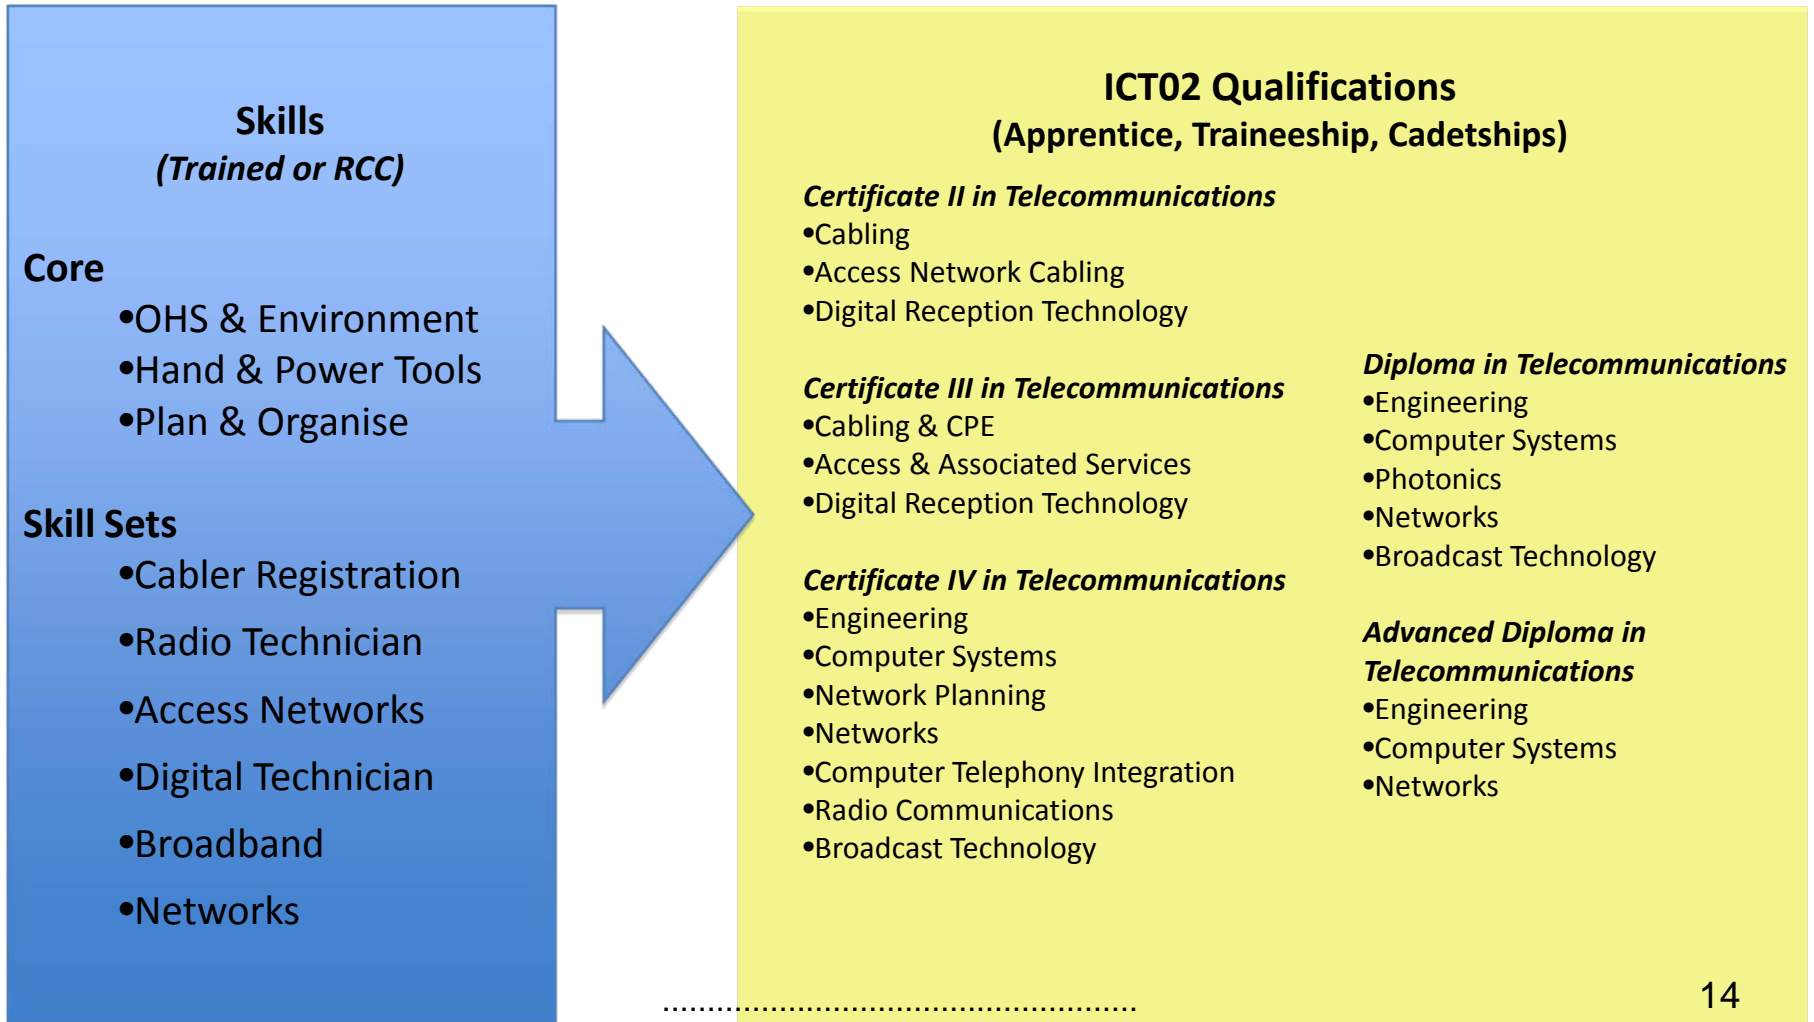 Skills
(Trained or RCC)
Core
•OHS & Environment
•Hand & Power Tools
•Plan & Organise
Skill Sets
•Cabler Registration
•Radio Technician
•Access Networks
•Digital Technician
•Broadband
•Networks
ICT02 Qualifications
(Apprentice, Traineeship, Cadetships)
Certificate II in Telecommunications
•Cabling
•Access Network Cabling
•Digital Reception Technology
Certificate III in Telecommunications
•Cabling & CPE
•Access & Associated Services
•Digital Reception Technology
Certificate IV in Telecommunications
•Engineering
•Computer Systems
•Network Planning
•Networks
•Computer Telephony Integration
•Radio Communications
•Broadcast Technology
Diploma in Telecommunications
•Engineering
•Computer Systems
•Photonics
•Networks
•Broadcast Technology
Advanced Diploma in
Telecommunications
•Engineering
•Computer Systems
•Networks
.....................................................
14